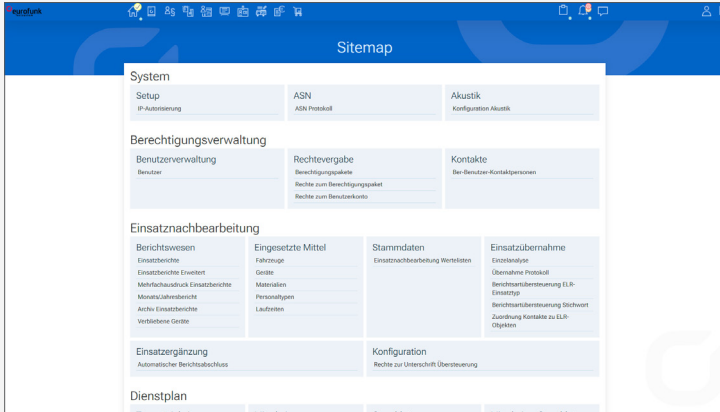 eurofunk
Sitemap
System
Setup
IP-Autorisierung
ASN
ASN Protokoll
Akustik
Konfiguration Akustik
Berechtigungsverwaltung
Benutzerverwaltung
Benutzer
Rechtevergabe
Berechtigungspakete
Rechte zum Berechtigungspaket
Rechte zum Benutzerkonto
Kontakte
Ber-Benutzer-Kontaktpersonen
Einsatznachbearbeitung
Berichtswesen
Einsatzberichte
Einsatzberichte Erweitert
Mehrfachausdruck Einsatzberichte
Monats/Jahresbericht
Archiv Einsatzberichte
Verbliebene Geräte
Eingesetzte Mittel
Fahrzeuge
Geräte
Materialien
Personaltypen
Laufzeiten
Stammdaten
Einsatznachbearbeitung Wertelisten
Einsatzübernahme
Einzelanalyse
Übernahme Protokoll
Berichtsartübersteuerung ELR-
Einsatztyp
Berichtsartübersteuerung Stichwort
Zuordnung Kontakte zu ELR-
Objekten
Einsatzergänzung
Automatischer Berichtsabschluss
Konfiguration
Rechte zur Unterschrift Übersteuerung
Dienstplan